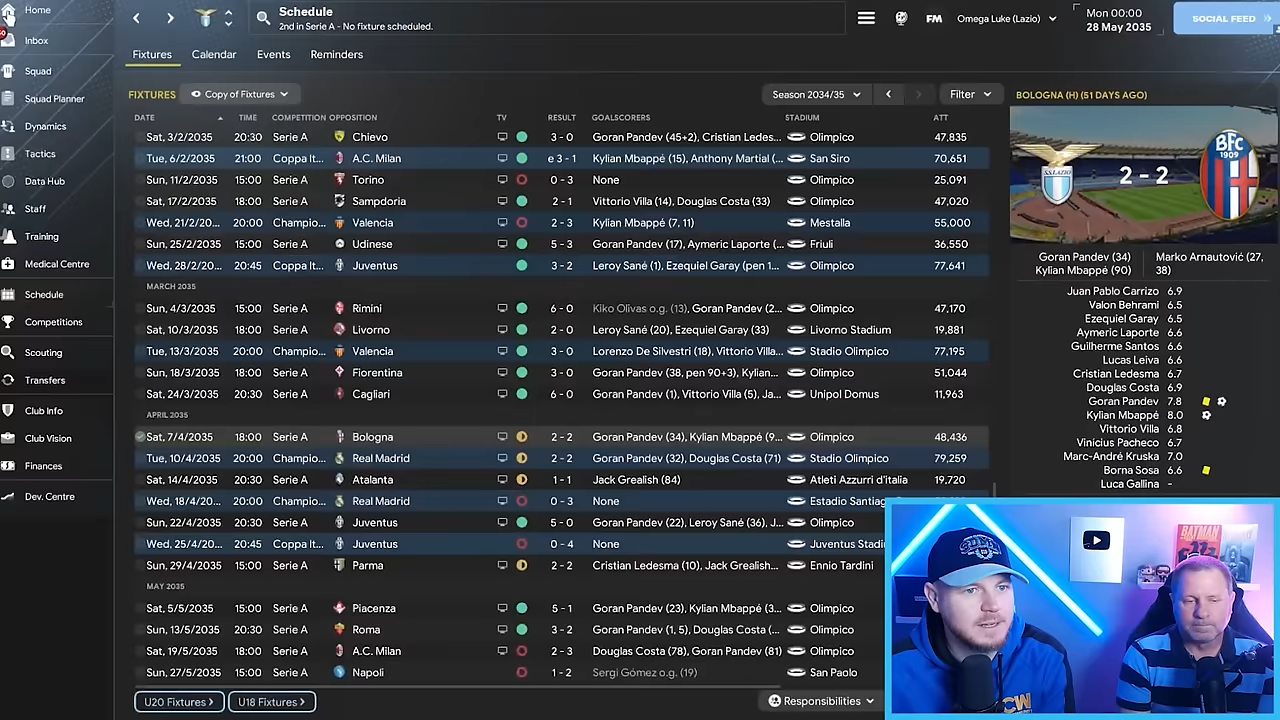 Home
Inbox
Squad
Squad Planner
Dynamics
Tactics
Data Hub
Staff
Training
Medical Centre
Schedule
Competitions
Scouting
Transfers
Club Info
Club Vision
Finances
Dev. Centre
Schedule
2nd in Serie A - No fixture scheduled.
FM
Omega Luke (Lazio)
Mon 00:00
28 May 2035
SOCIAL FEED
Fixtures Calendar Events Reminders
FIXTURES Copy of Fixtures Season 2034/35 Filter
DATE TIME COMPETITION OPPOSITION TV RESULT GOALSCORERS STADIUM ATT
Sat, 3/2/2035 20:30 Serie A Chievo 3 - 0 Goran Pandev (45+2), Cristian Ledes... Olimpico 47,835
Tue, 6/2/2035 21:00 Coppa It... A.C. Milan e 3 - 1 Kylian Mbappé (15), Anthony Martial (... San Siro 70,651
Sun, 11/2/2035 15:00 Serie A Torino 0 - 3 None Olimpico 25,091
Sat, 17/2/2035 18:00 Serie A Sampdoria 2 - 1 Vittorio Villa (14), Douglas Costa (33) Olimpico 47,020
Wed, 21/2/20... 20:00 Champio... Valencia 2 - 3 Kylian Mbappé (7, 11) Mestalla 55,000
Sun, 25/2/2035 15:00 Serie A Udinese 5 - 3 Goran Pandev (17), Aymeric Laporte (... Friuli 36,550
Wed, 28/2/20... 20:45 Coppa It... Juventus 3 - 2 Leroy Sané (1), Ezequiel Garay (pen 1... Olimpico 77,641
MARCH 2035
Sun, 4/3/2035 15:00 Serie A Rimini 6 - 0 Kiko Olivas o.g. (13), Goran Pandev (2... Olimpico 47,170
Sat, 10/3/2035 18:00 Serie A Livorno 2 - 0 Leroy Sané (20), Ezequiel Garay (33) Livorno Stadium 19,881
Tue, 13/3/2035 20:00 Champio... Valencia 3 - 0 Lorenzo De Silvestri (18), Vittorio Villa... Stadio Olimpico 77,195
Sun, 18/3/2035 18:00 Serie A Fiorentina 3 - 0 Goran Pandev (38, pen 90+3), Kylian... Olimpico 51,044
Sat, 24/3/2035 20:30 Serie A Cagliari 6 - 0 Goran Pandev (1), Vittorio Villa (5), Ja... Unipol Domus 11,963
APRIL 2035
Sat, 7/4/2035 18:00 Serie A Bologna 2 - 2 Goran Pandev (34), Kylian Mbappé (9... Olimpico 48,436
Tue, 10/4/2035 20:00 Champio... Real Madrid 2 - 2 Goran Pandev (32), Douglas Costa (71) Stadio Olimpico 79,259
Sat, 14/4/2035 20:30 Serie A Atalanta 1 - 1 Jack Grealish (84) Atleti Azzurri d'italia 19,720
Wed, 18/4/20... 20:00 Champio... Real Madrid 0 - 3 None Estadio Santiag
Sun, 22/4/2035 20:30 Serie A Juventus 5 - 0 Goran Pandev (22), Leroy Sané (36), J... Olimpico
Wed, 25/4/20... 20:45 Coppa It... Juventus 0 - 4 None Juventus Stadi
Sun, 29/4/2035 15:00 Serie A Parma 2 - 2 Cristian Ledesma (10), Jack Grealish... Ennio Tardini
MAY 2035
Sat, 5/5/2035 15:00 Serie A Piacenza 5 - 1 Goran Pandev (23), Kylian Mbappé (3... Olimpico
Sun, 13/5/2035 20:30 Serie A Roma 3 - 2 Goran Pandev (1, 5), Douglas Costa (... Olimpico
Sat, 19/5/2035 18:00 Serie A A.C. Milan 2 - 3 Douglas Costa (78), Goran Pandev (81) Olimpico
Sun, 27/5/2035 15:00 Serie A Napoli 1 - 2 Sergi Gómez o.g. (19) San Paolo
U20 Fixtures U18 Fixtures Responsibilities
BOLOGNA (H) (51 DAYS AGO)
S.S.LAZIO 2 - 2 BFC 1909
Goran Pandev (34)
Kylian Mbappé (90)
Marko Arnautović (27, 38)
Juan Pablo Carrizo 6.9
Valon Behrami 6.5
Ezequiel Garay 6.5
Aymeric Laporte 6.6
Guilherme Santos 6.6
Lucas Leiva 6.6
Cristian Ledesma 6.7
Douglas Costa 6.9
Goran Pandev 7.8
Kylian Mbappé 8.0
Vittorio Villa 6.8
Vinicius Pacheco 6.7
Marc-André Kruska 7.0
Borna Sosa 6.6
Luca Gallina -
BATMAN